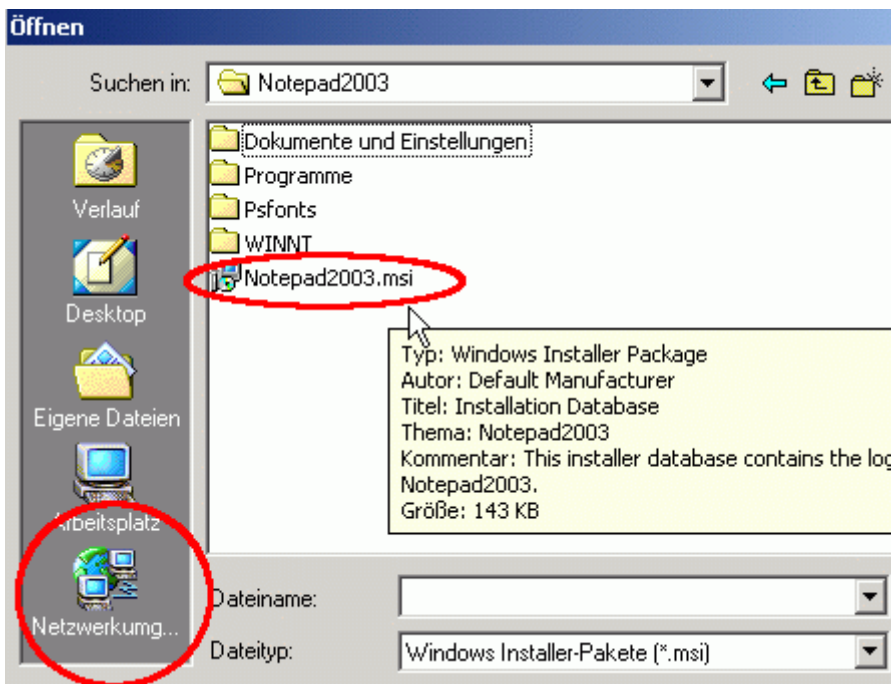 Öffnen
Suchen in: Notepad2003
Verlauf
Desktop
Eigene Dateien
Arbeitsplatz
Netzwerkumg...
Dokumente und Einstellungen
Programme
Psfonts
WINNT
Notepad2003.msi
Typ: Windows Installer Package
Autor: Default Manufacturer
Titel: Installation Database
Thema: Notepad2003
Kommentar: This installer database contains the log
Notepad2003.
Größe: 143 KB
Dateiname:
Dateityp: Windows Installer-Pakete (*.msi)